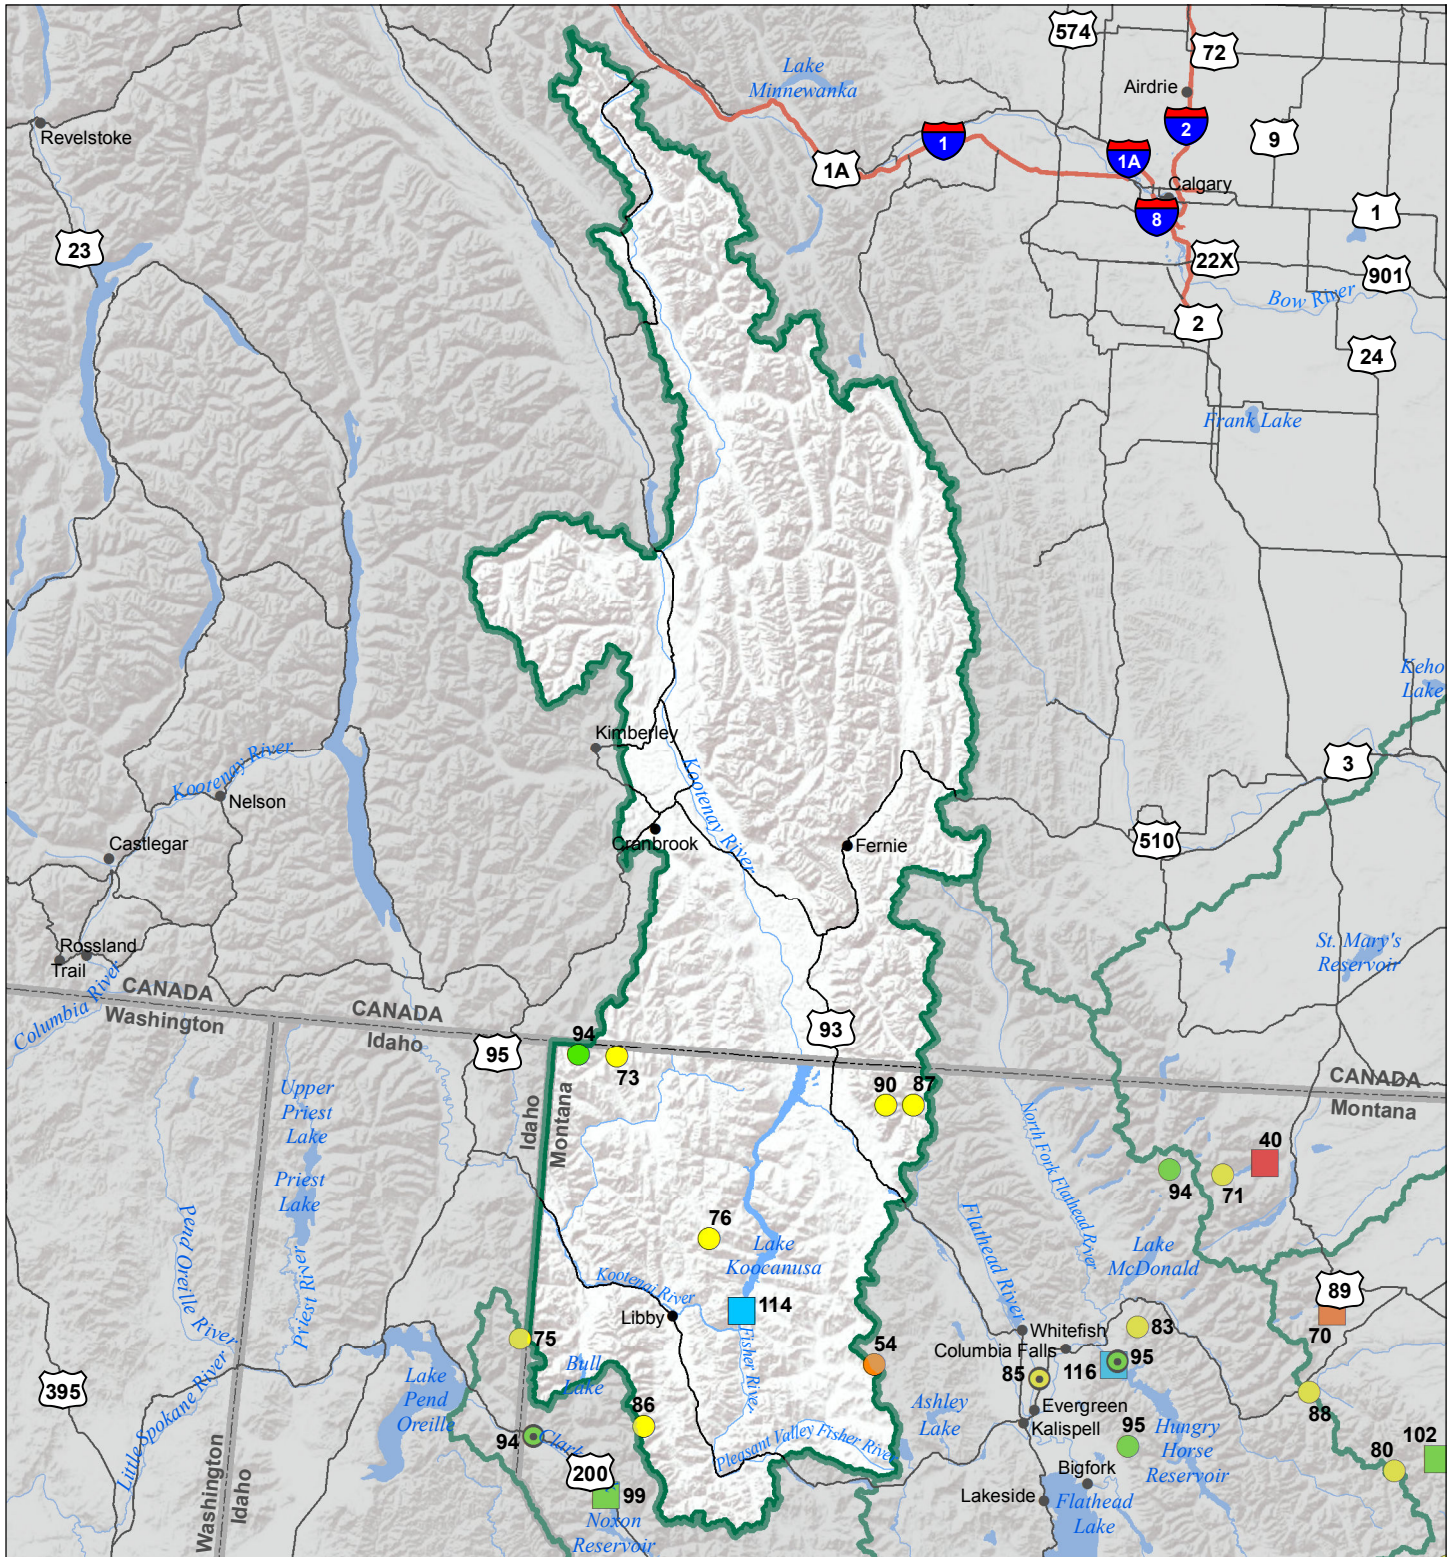 574
72
Lake
Minnewanka
Airdrie
2
9
Revelstoke
1
1A
1A
Calgary
1
8
23
22X
901
Bow River
2
24
Frank Lake
Keho
Lake
Kimberley
3
Kootenay River
Kootenay River
Nelson
Castlegar
Cranbrook
Fernie
510
Rossland
Trail
St. Mary's
Reservoir
Columbia River
CANADA
Washington
CANADA
Idaho
95
94
73
93
CANADA
Montana
Upper
Priest
Lake
Idaho
Montana
90
87
North Fork Flathead River
40
94
71
Priest
Lake
Pend Oreille River
Priest River
76
Lake
Koocanusa
Flathead River
Lake
McDonald
Kootenai River
Libby
114
Fisher River
89
70
75
Whitefish
83
Columbia Falls
54
116
95
85
395
Lake
Pend
Oreille
Bull
Lake
Little Spokane River
86
Ashley
Lake
Evergreen
Kalispell
88
94
Clark
Pleasant Valley Fisher River
95
Hungry
Horse
Reservoir
102
80
200
99
Bigfork
Lakeside
Flathead
Lake
Washington
Idaho
Noxon
Reservoir